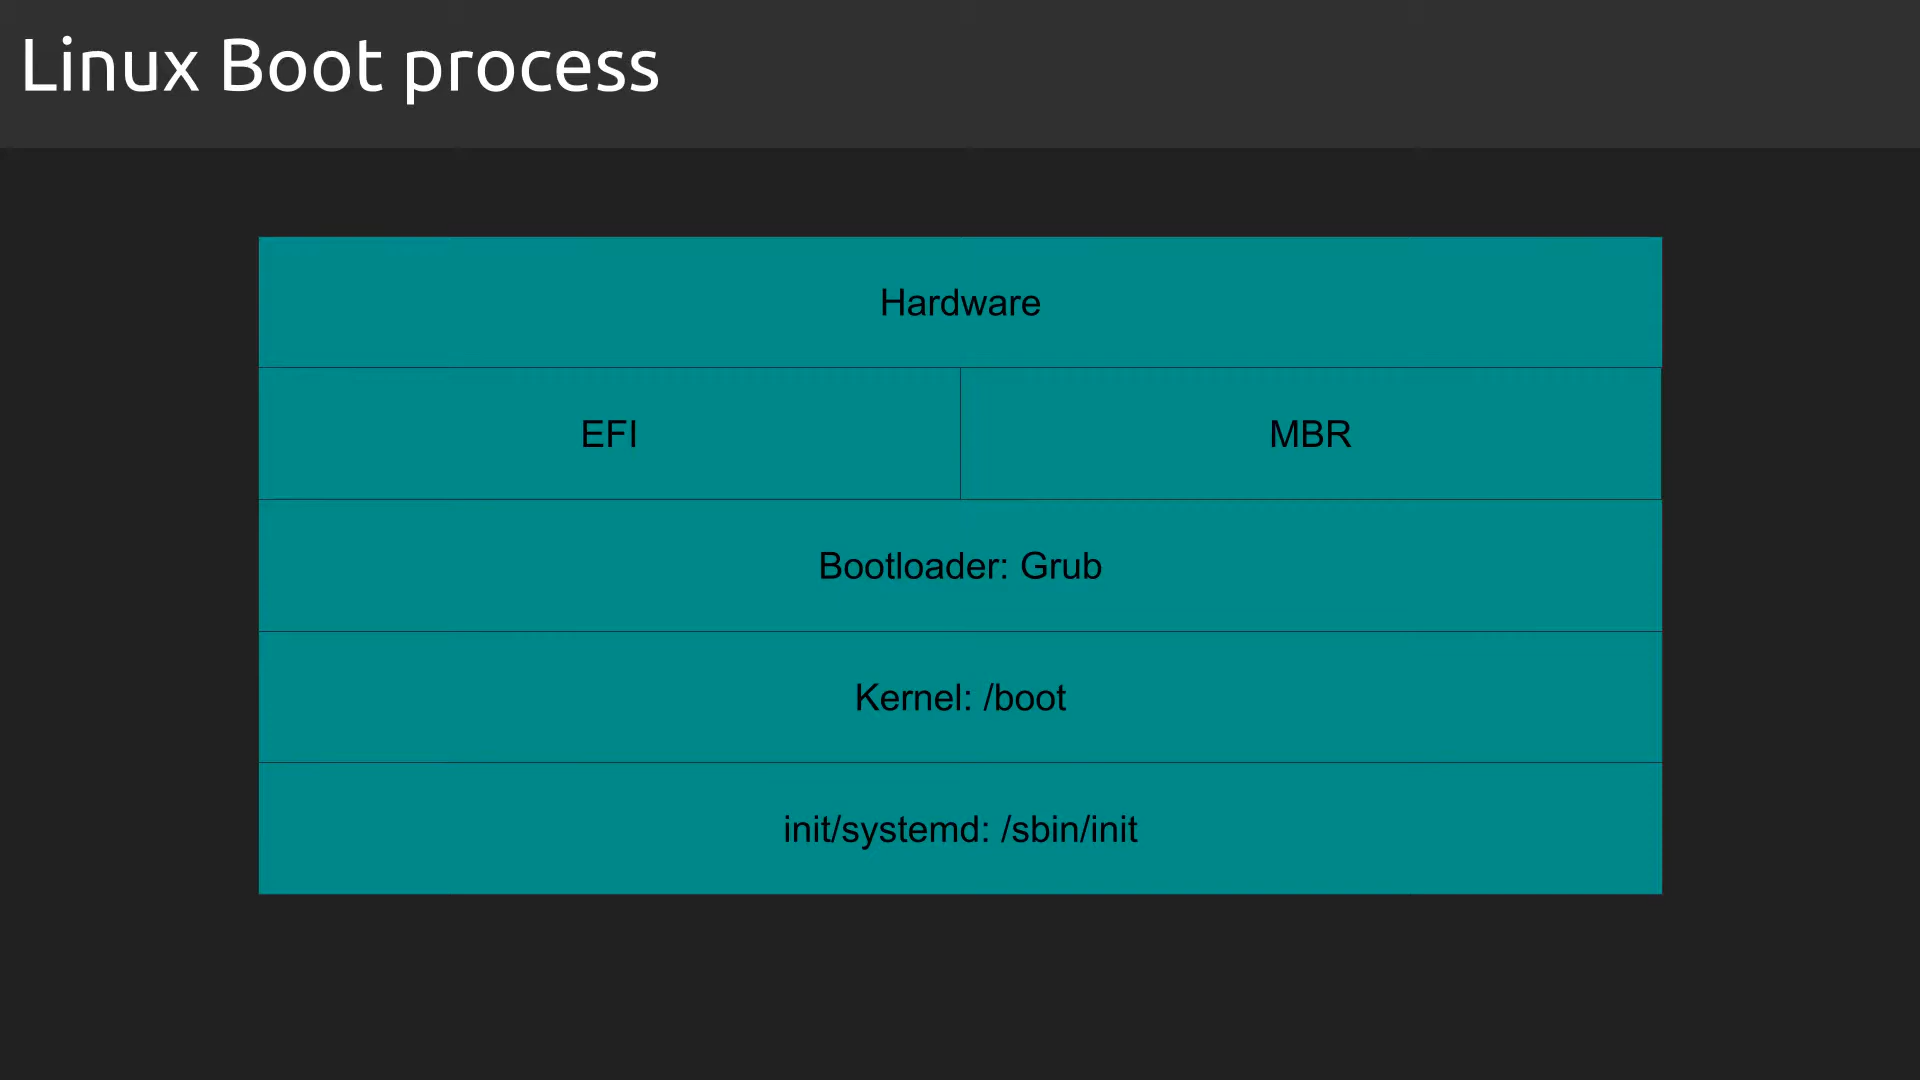 Linux Boot process
Hardware
EFI
MBR
Bootloader: Grub
Kernel: /boot
init/systemd: /sbin/init